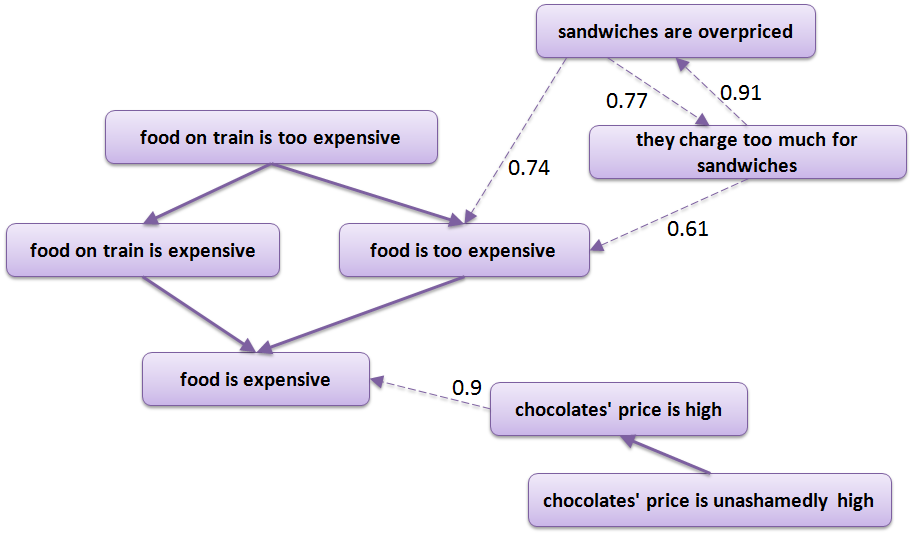 sandwiches are overpriced
0.77
0.91
food on train is too expensive
they charge too much for
sandwiches
0.74
0.61
food on train is expensive
food is too expensive
food is expensive
0.9
chocolates' price is high
chocolates' price is unashamedly high